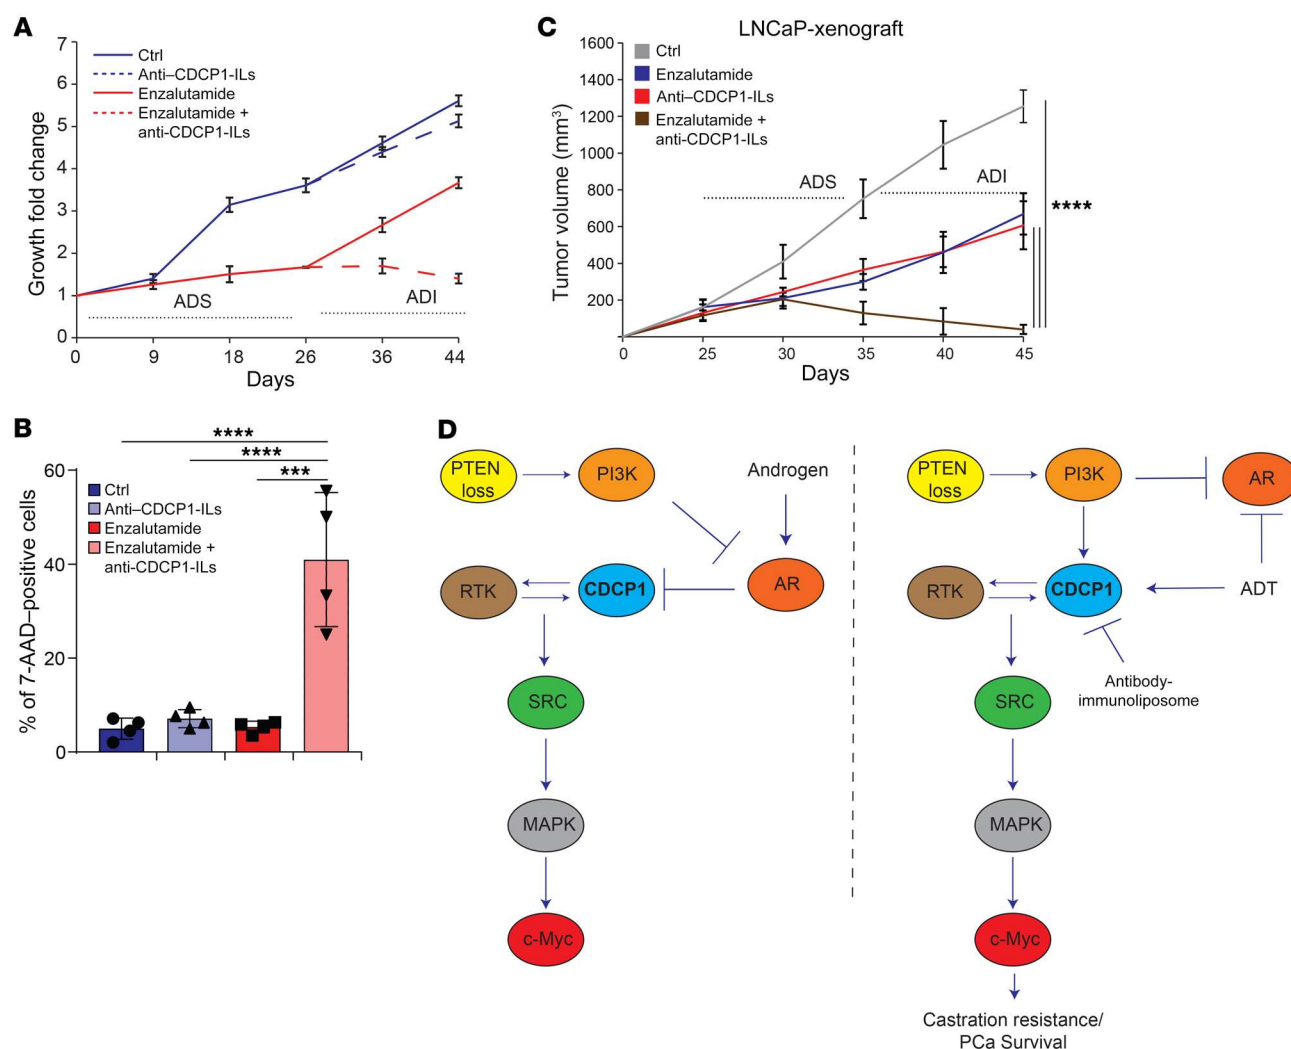 A
7
6
5
4
3
2
1
0
Growth fold change
Ctrl
Anti–CDCP1-ILs
Enzalutamide
Enzalutamide +
anti-CDCP1-ILs
ADS
ADI
0 9 18 26 36 44
Days
C
LNCaP-xenograft
1600
1400
1200
1000
800
600
400
200
Tumor volume (mm³)
Ctrl
Enzalutamide
Anti–CDCP1-ILs
Enzalutamide +
anti-CDCP1-ILs
ADS
ADI
****
0 25 30 35 40 45
Days
B
60
40
20
0
% of 7-AAD–positive cells
****
****
***
Ctrl
Anti–CDCP1-ILs
Enzalutamide
Enzalutamide +
anti-CDCP1-ILs
D
PTEN
loss
PI3K
Androgen
RTK
CDCP1
AR
SRC
MAPK
c-Myc
PTEN
loss
PI3K
AR
RTK
CDCP1
ADT
Antibody-
immunoliposome
SRC
MAPK
c-Myc
Castration resistance/
PCa Survival